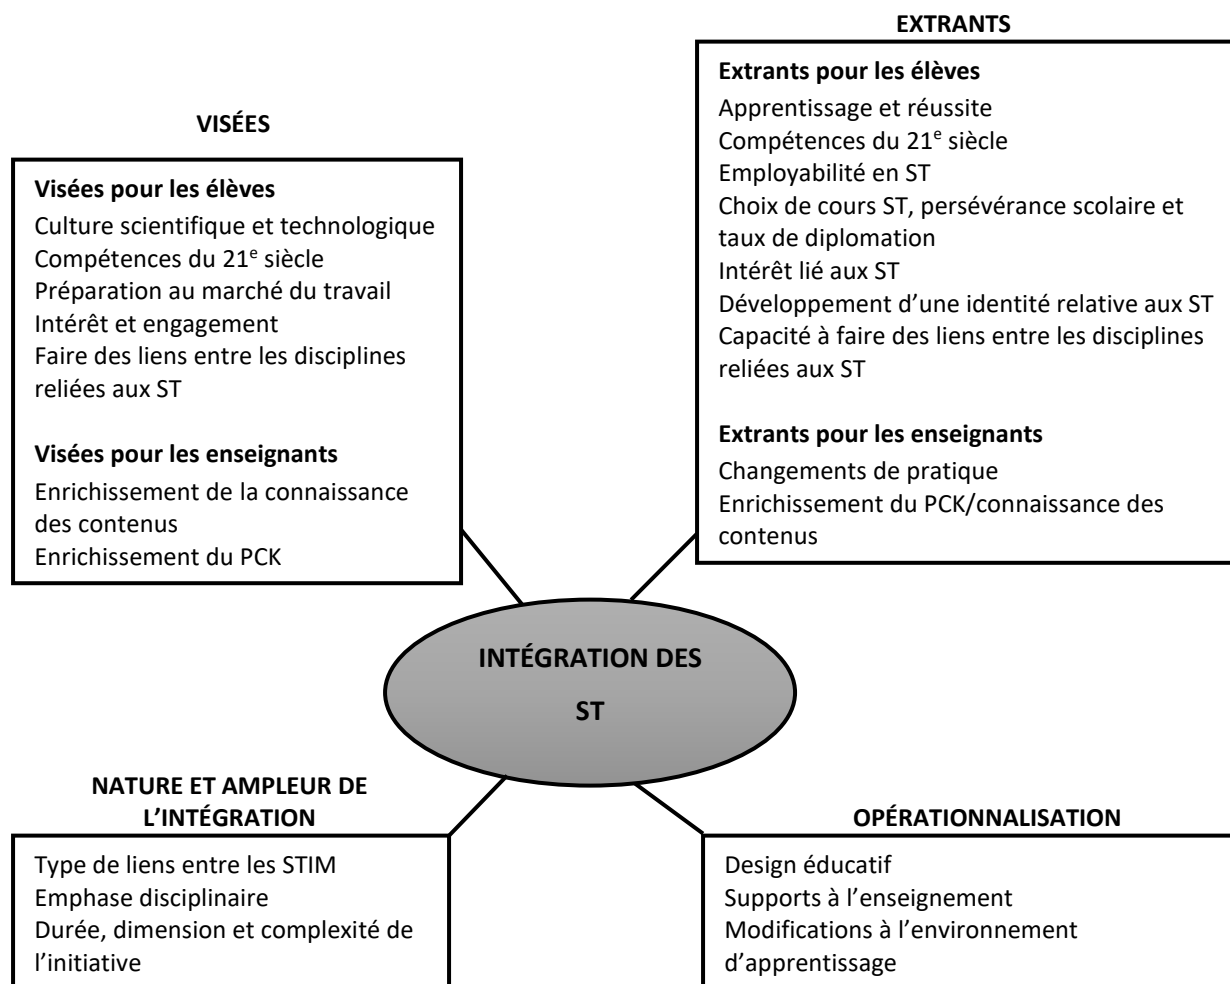 VISÉES
Visées pour les élèves
Culture scientifique et technologique
Compétences du 21e siècle
Préparation au marché du travail
Intérêt et engagement
Faire des liens entre les disciplines
reliées aux ST
Visées pour les enseignants
Enrichissement de la connaissance
des contenus
Enrichissement du PCK
EXTRANTS
Extrants pour les élèves
Apprentissage et réussite
Compétences du 21e siècle
Employabilité en ST
Choix de cours ST, persévérance scolaire et
taux de diplomation
Intérêt lié aux ST
Développement d’une identité relative aux ST
Capacité à faire des liens entre les disciplines
reliées aux ST
Extrants pour les enseignants
Changements de pratique
Enrichissement du PCK/connaissance des
contenus
INTÉGRATION DES
ST
NATURE ET AMPLEUR DE
L’INTÉGRATION
Type de liens entre les STIM
Emphase disciplinaire
Durée, dimension et complexité de
l’initiative
OPÉRATIONNALISATION
Design éducatif
Supports à l’enseignement
Modifications à l’environnement
d’apprentissage